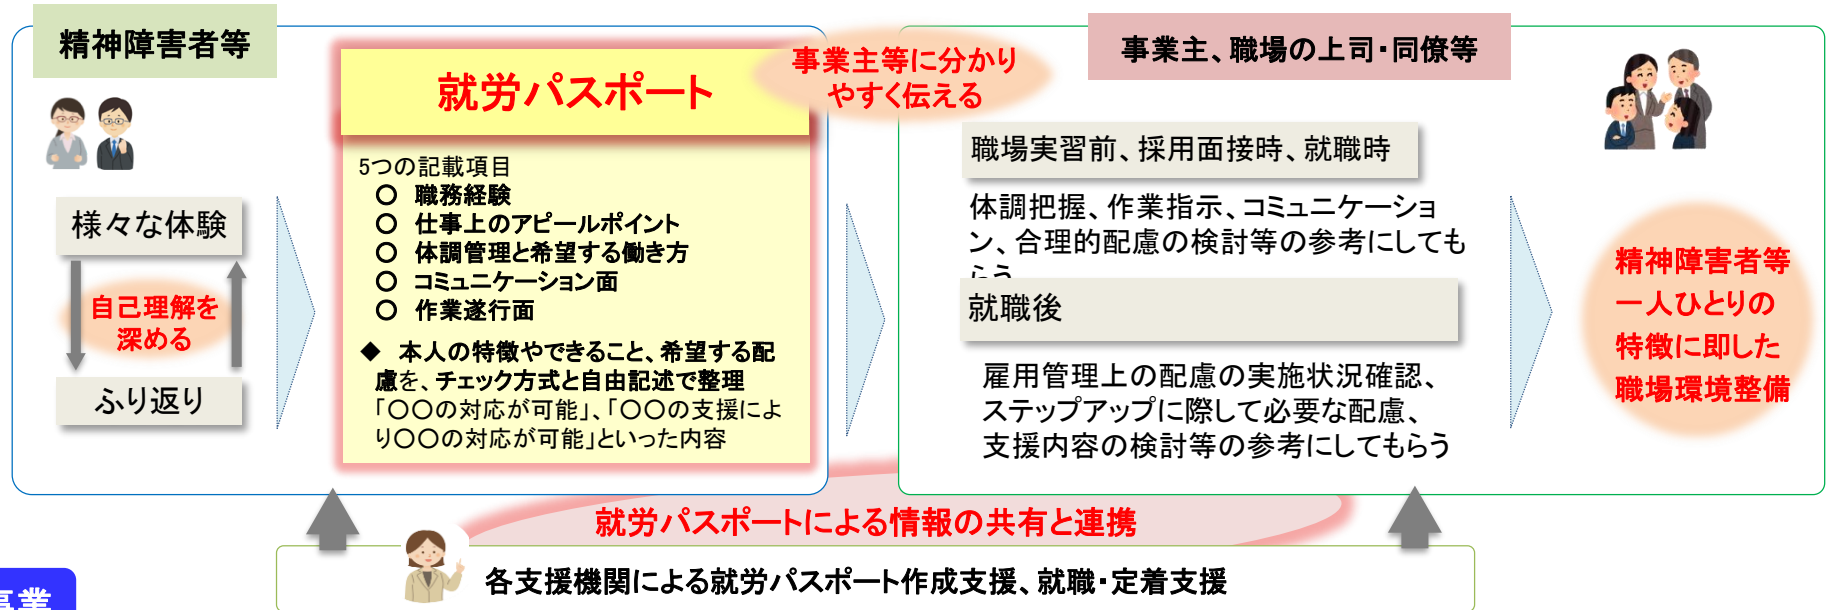 精神障害者等
様々な体験
自己理解を
深める
ふり返り
就労パスポート
5つの記載項目
○ 職務経験
○ 仕事上のアピールポイント
○ 体調管理と希望する働き方
○ コミュニケーション面
○ 作業遂行面
◆ 本人の特徴やできること、希望する配
慮を、チェック方式と自由記述で整理
「○○の対応が可能」、「○○の支援によ
り○○の対応が可能」といった内容
事業主等に分かり
やすく伝える
事業主、職場の上司・同僚等
職場実習前、採用面接時、就職時
体調把握、作業指示、コミュニケーショ
ン、合理的配慮の検討等の参考にしても
らう
就職後
雇用管理上の配慮の実施状況確認、
ステップアップに際して必要な配慮、
支援内容の検討等の参考にしてもらう
精神障害者等
一人ひとりの
特徴に即した
職場環境整備
就労パスポートによる情報の共有と連携
各支援機関による就労パスポート作成支援、就職・定着支援
事業